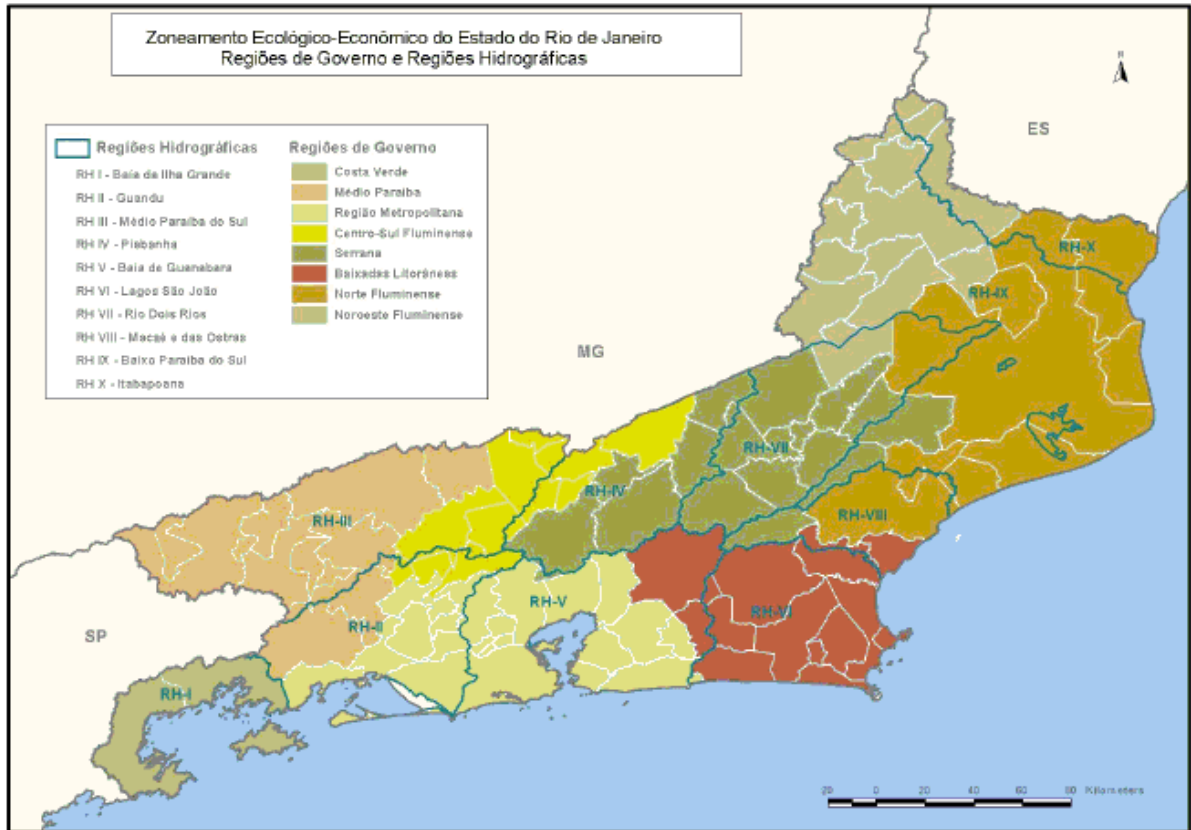 Zoneamento Ecológico-Econômico do Estado do Rio de Janeiro
Regiões de Governo e Regiões Hidrográficas
N
ES
Regiões Hidrográficas
RH I - Baía da Ilha Grande
RH II - Guandu
RH III - Médio Paraíba do Sul
RH IV - Piabanha
RH V - Baía de Guanabara
RH VI - Lagos São João
RH VII - Rio Dois Rios
RH VIII - Macaé e das Ostras
RH IX - Baixo Paraíba do Sul
RH X - Itabapoana
Regiões de Governo
Costa Verde
Médio Paraíba
Região Metropolitana
Centro-Sul Fluminense
Serrana
Baixadas Litorâneas
Norte Fluminense
Noroeste Fluminense
RH-X
RH-IX
MG
RH-VII
RH-IV
RH-III
RH-VIII
RH-V
RH-VI
RH-II
SP
RH-I
20 0 20 40 60 80 Kilometers